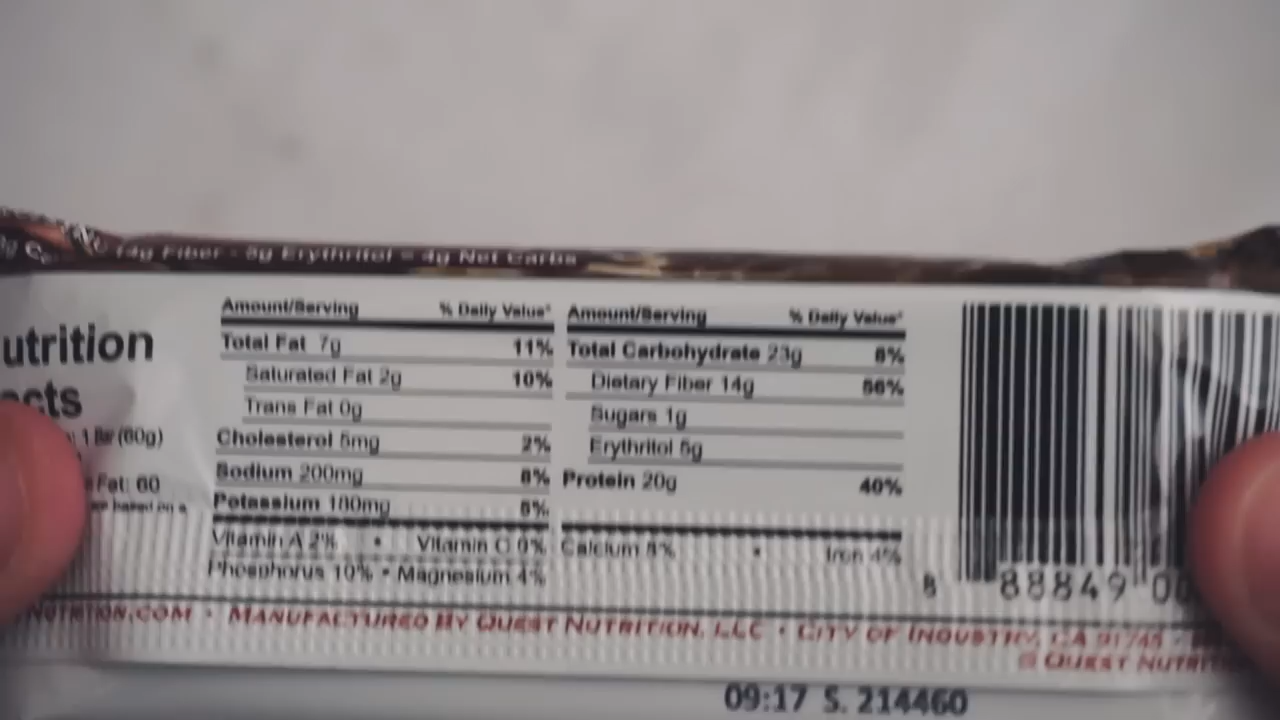 14g Fiber - 5g Erythritol = 4g Net Carbs
utrition
acts
1 Bar (60g)
Fat: 60
Amount/Serving % Daily Value*
Total Fat 7g 11%
Saturated Fat 2g 10%
Trans Fat 0g
Cholesterol 5mg 2%
Sodium 200mg 8%
Potassium 180mg 5%
Amount/Serving % Daily Value*
Total Carbohydrate 23g 8%
Dietary Fiber 14g 56%
Sugars 1g
Erythritol 5g
Protein 20g 40%
Vitamin A 2% • Vitamin C 0% Calcium 8% • Iron 4%
Phosphorus 10% • Magnesium 4%
8 88849 00
NUTRITION.COM • MANUFACTURED BY QUEST NUTRITION, LLC • CITY OF INDUSTRY, CA 91745
© QUEST NUTRITION
09:17 S. 214460